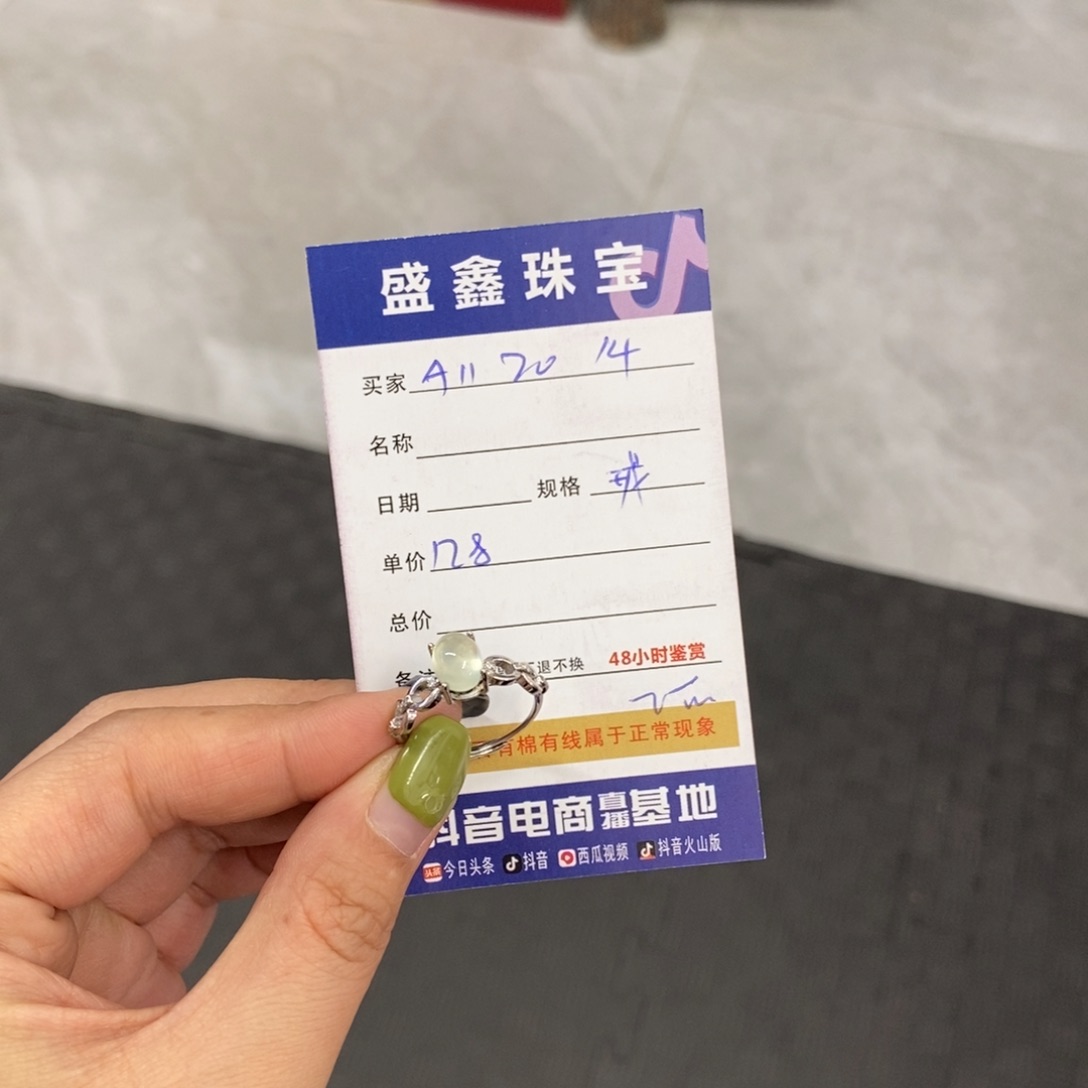 盛鑫珠宝
买家 A11 20 14
名称
日期 规格 戒
单价 128
总价
退不换 48小时鉴赏
有棉有线属于正常现象
抖音电商直播基地
今日头条 抖音 西瓜视频 抖音火山版